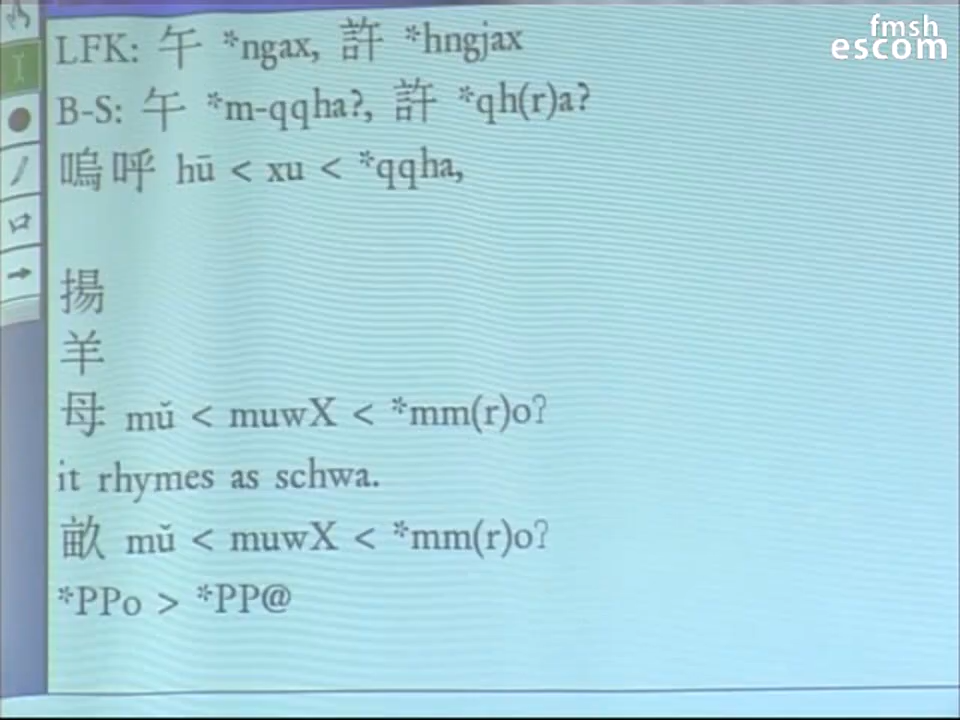 fmsh
escom
LFK: 午 *ngax, 許 *hngjax
B-S: 午 *m-qqha?, 許 *qh(r)a?
嗚呼 hū < xu < *qqha,
揚
羊
母 mǔ < muwX < *mm(r)o?
it rhymes as schwa.
畝 mǔ < muwX < *mm(r)o?
*PPo > *PP@